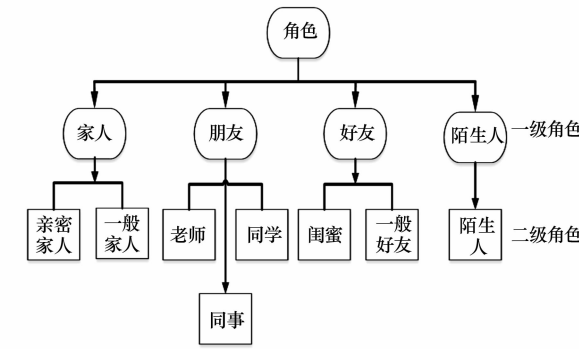 角色
家人
朋友
好友
陌生人
一级角色
亲密
家人
一般
家人
老师
同学
闺蜜
一般
好友
陌生
人
二级角色
同事